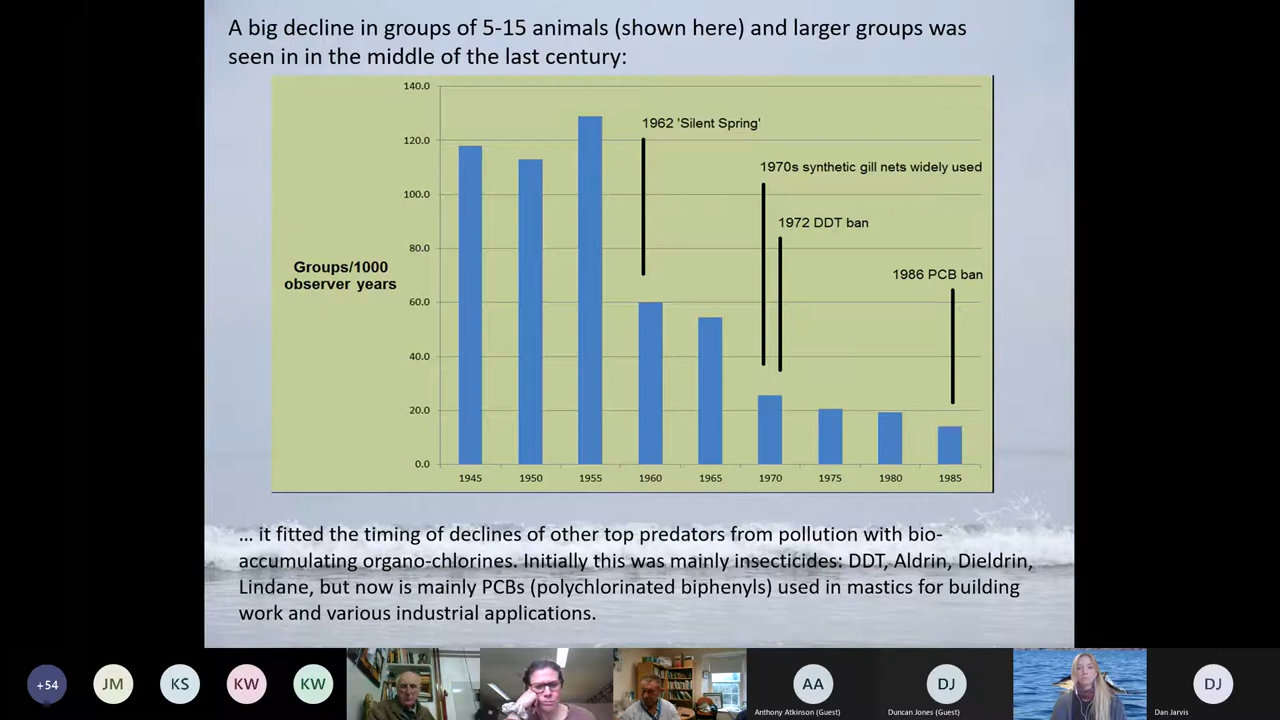 A big decline in groups of 5-15 animals (shown here) and larger groups was
seen in in the middle of the last century:
140.0
120.0
100.0
80.0
60.0
40.0
20.0
0.0
Groups/1000
observer years
1962 'Silent Spring'
1970s synthetic gill nets widely used
1972 DDT ban
1986 PCB ban
1945 1950 1955 1960 1965 1970 1975 1980 1985
... it fitted the timing of declines of other top predators from pollution with bio-
accumulating organo-chlorines. Initially this was mainly insecticides: DDT, Aldrin, Dieldrin,
Lindane, but now is mainly PCBs (polychlorinated biphenyls) used in mastics for building
work and various industrial applications.
+54 JM KS KW KW AA DJ DJ
Anthony Atkinson (Guest) Duncan Jones (Guest) Dan Jarvis